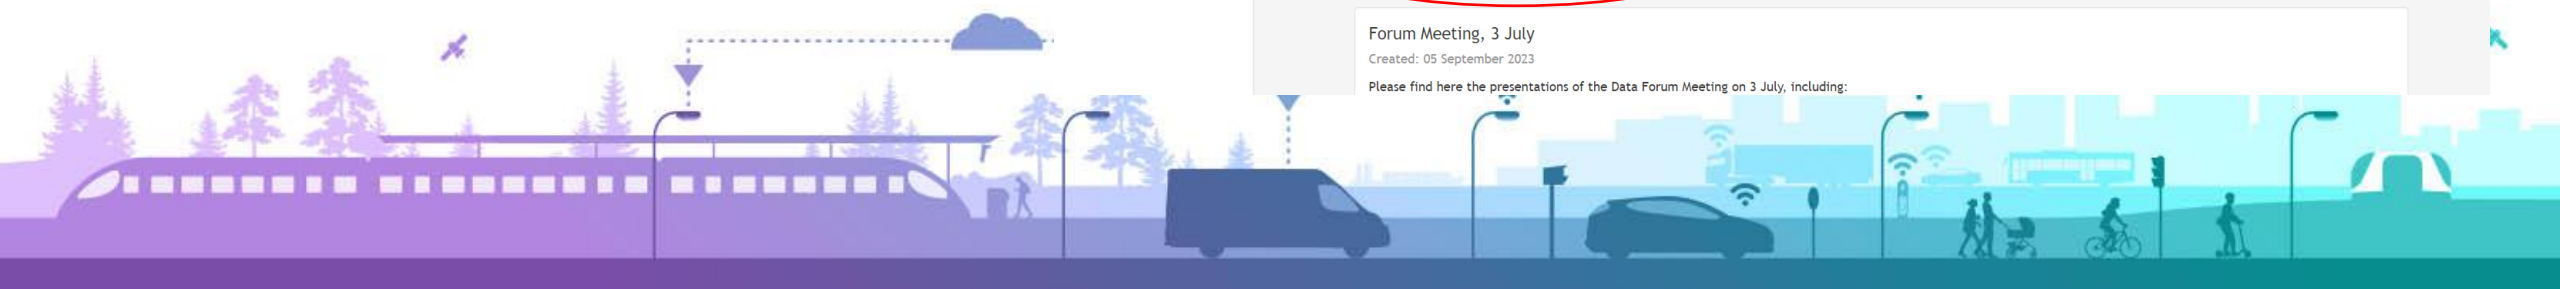 Forum Meeting, 3 July
Created: 05 September 2023
Please find here the presentations of the Data Forum Meeting on 3 July, including: